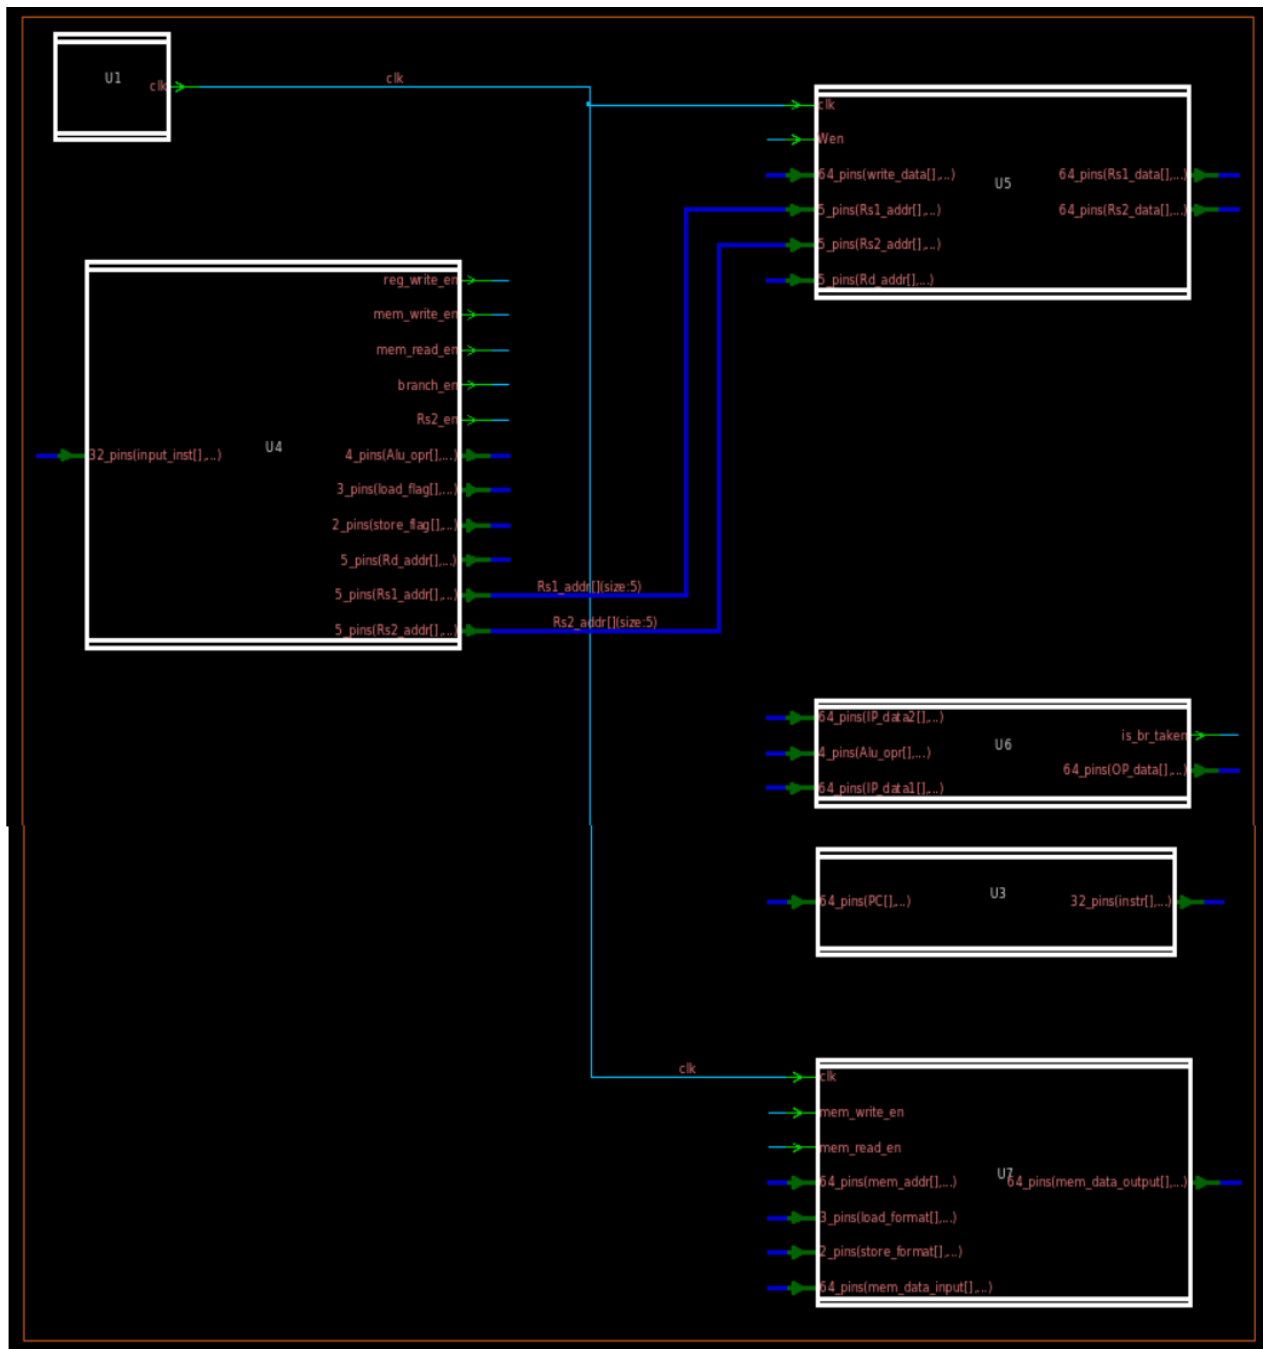 U1
clk
clk
clk
Wen
64_pins(write_data[],...)
5_pins(Rs1_addr[],...)
5_pins(Rs2_addr[],...)
5_pins(Rd_addr[],...)
U5
64_pins(Rs1_data[],...)
64_pins(Rs2_data[],...)
32_pins(input_inst[],...)
U4
reg_write_en
mem_write_en
mem_read_en
branch_en
Rs2_en
4_pins(Alu_opr[],...)
3_pins(load_flag[],...)
2_pins(store_flag[],...)
5_pins(Rd_addr[],...)
5_pins(Rs1_addr[],...)
5_pins(Rs2_addr[],...)
Rs1_addr[](size:5)
Rs2_addr[](size:5)
64_pins(IP_data2[],...)
4_pins(Alu_opr[],...)
64_pins(IP_data1[],...)
U6
is_br_taken
64_pins(OP_data[],...)
64_pins(PC[],...)
U3
32_pins(instr[],...)
clk
clk
mem_write_en
mem_read_en
64_pins(mem_addr[],...)
3_pins(load_format[],...)
2_pins(store_format[],...)
64_pins(mem_data_input[],...)
U7
64_pins(mem_data_output[],...)